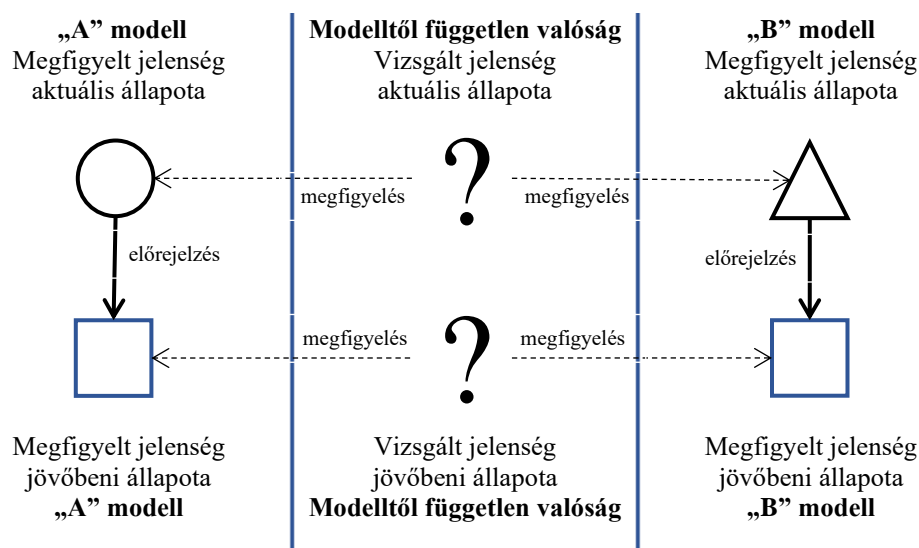 „A” modell
Megfigyelt jelenség
aktuális állapota
Modelltől független valóság
Vizsgált jelenség
aktuális állapota
„B” modell
Megfigyelt jelenség
aktuális állapota
?
megfigyelés
megfigyelés
előrejelzés
előrejelzés
?
megfigyelés
megfigyelés
Megfigyelt jelenség
jövőbeni állapota
„A” modell
Vizsgált jelenség
jövőbeni állapota
Modelltől független valóság
Megfigyelt jelenség
jövőbeni állapota
„B” modell